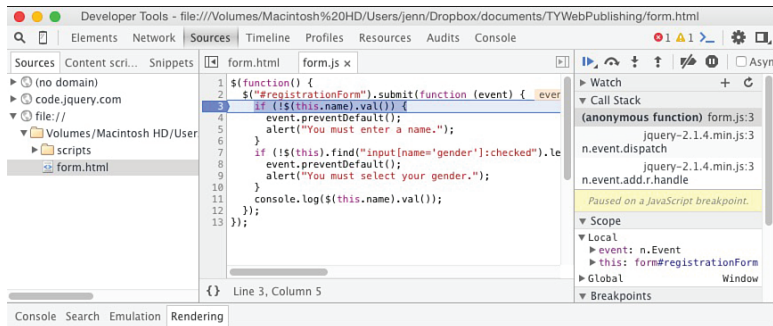 Developer Tools - file:///Volumes/Macintosh%20HD/Users/jenn/Dropbox/documents/TYWebPublishing/form.html
Elements Network Sources Timeline Profiles Resources Audits Console 1 1
Sources Content scri... Snippets form.html form.js × Asyn
(no domain)
code.jquery.com
file://
Volumes/Macintosh HD/User
scripts
form.html
1 $(function() {
2 $("#registrationForm").submit(function (event) { even
3 if (!$(this.name).val()) {
4 event.preventDefault();
5 alert("You must enter a name.");
6 }
7 if (!$(this).find("input[name='gender']:checked").le
8 event.preventDefault();
9 alert("You must select your gender.");
10 }
11 console.log($(this.name).val());
12 });
13 });
{} Line 3, Column 5
Watch
Call Stack
(anonymous function) form.js:3
jquery-2.1.4.min.js:3
n.event.dispatch
jquery-2.1.4.min.js:3
n.event.add.r.handle
Paused on a JavaScript breakpoint.
Scope
Local
event: n.Event
this: form#registrationForm
Global Window
Breakpoints
Console Search Emulation Rendering